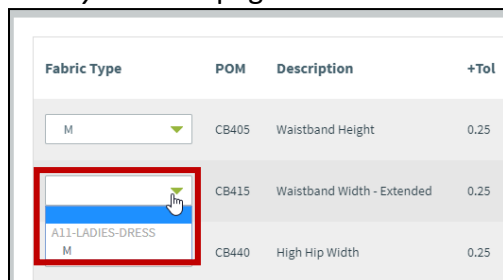 Fabric Type POM Description +Tol
M CB405 Waistband Height 0.25
CB415 Waistband Width - Extended 0.25
A11-LADIES-DRESS
M CB440 High Hip Width 0.25